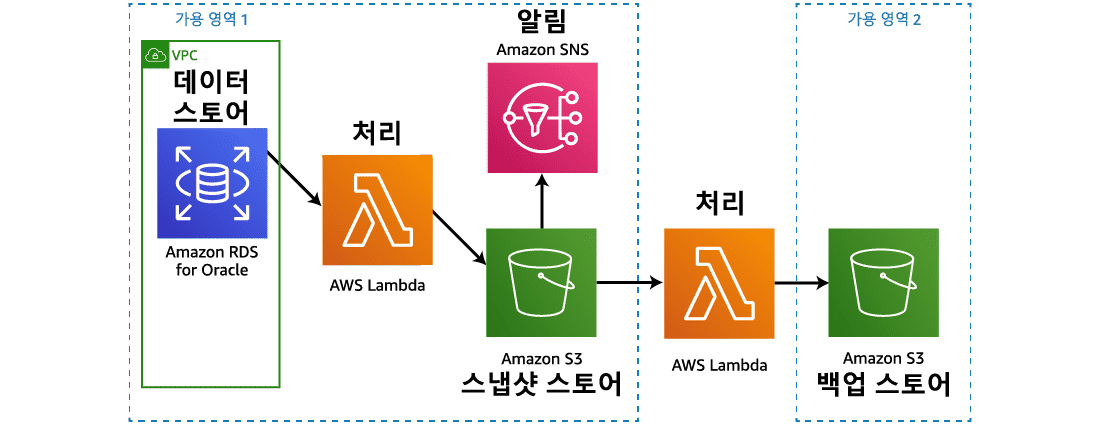 가용 영역 1
VPC
데이터
스토어
Amazon RDS
for Oracle
처리
AWS Lambda
알림
Amazon SNS
Amazon S3
스냅샷 스토어
처리
AWS Lambda
가용 영역 2
Amazon S3
백업 스토어